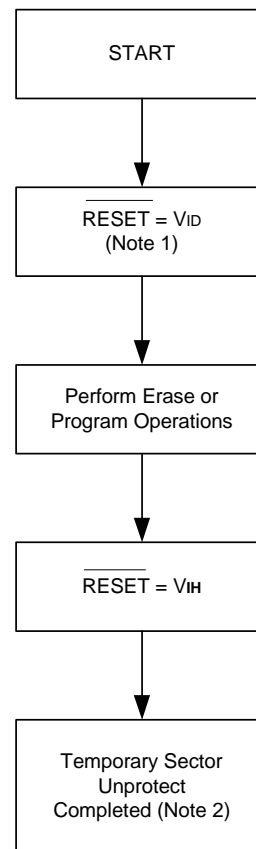 START
RESET = VID
(Note 1)
Perform Erase or
Program Operations
RESET = VIH
Temporary Sector
Unprotect
Completed (Note 2)